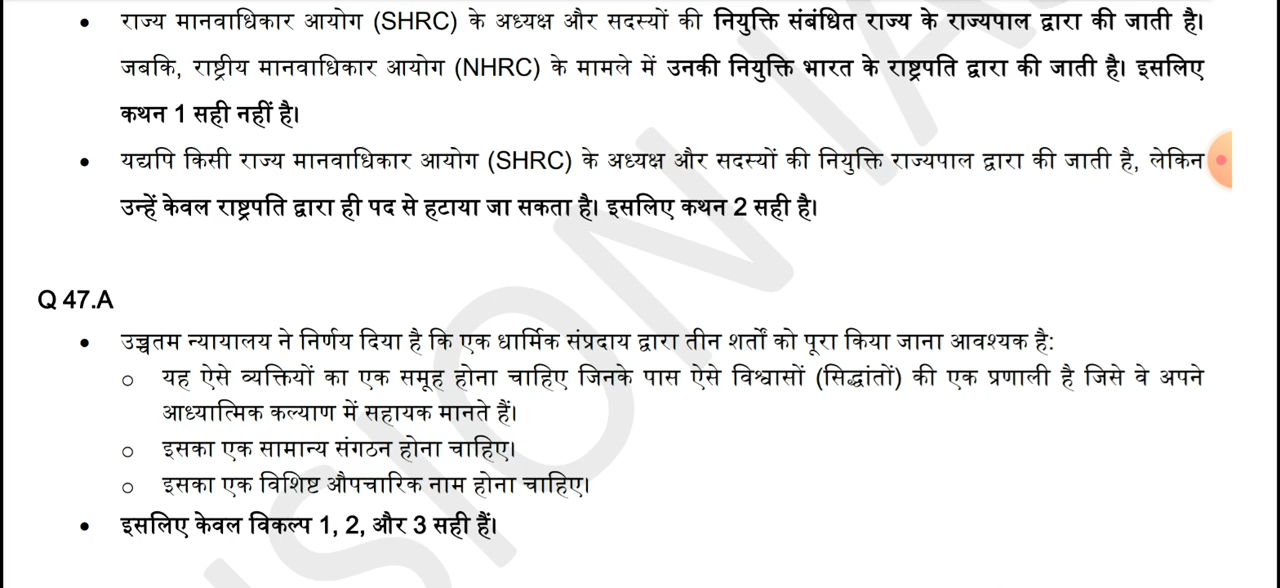 • राज्य मानवाधिकार आयोग (SHRC) के अध्यक्ष और सदस्यों की नियुक्ति संबंधित राज्य के राज्यपाल द्वारा की जाती है।
जबकि, राष्ट्रीय मानवाधिकार आयोग (NHRC) के मामले में उनकी नियुक्ति भारत के राष्ट्रपति द्वारा की जाती है। इसलिए
कथन 1 सही नहीं है।
• यद्यपि किसी राज्य मानवाधिकार आयोग (SHRC) के अध्यक्ष और सदस्यों की नियुक्ति राज्यपाल द्वारा की जाती है, लेकिन
उन्हें केवल राष्ट्रपति द्वारा ही पद से हटाया जा सकता है। इसलिए कथन 2 सही है।
Q 47.A
• उच्चतम न्यायालय ने निर्णय दिया है कि एक धार्मिक संप्रदाय द्वारा तीन शर्तों को पूरा किया जाना आवश्यक है:
o यह ऐसे व्यक्तियों का एक समूह होना चाहिए जिनके पास ऐसे विश्वासों (सिद्धांतों) की एक प्रणाली है जिसे वे अपने
आध्यात्मिक कल्याण में सहायक मानते हैं।
o इसका एक सामान्य संगठन होना चाहिए।
o इसका एक विशिष्ट औपचारिक नाम होना चाहिए।
• इसलिए केवल विकल्प 1, 2, और 3 सही हैं।
SION IA